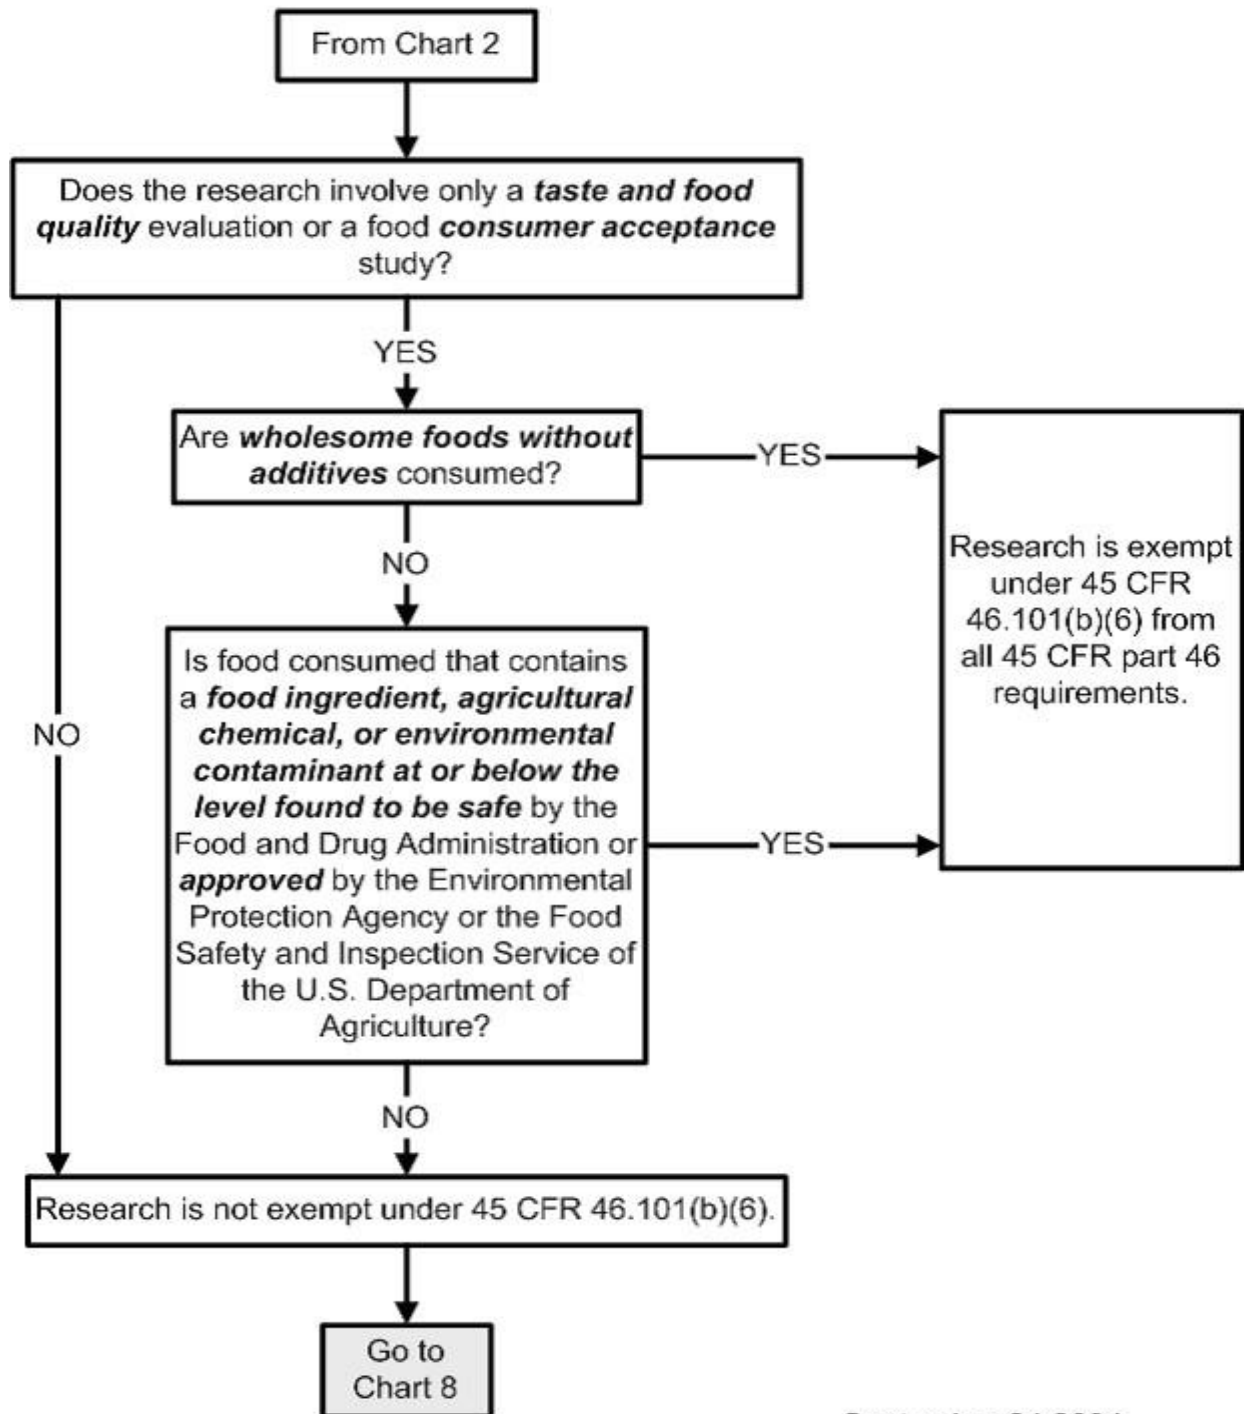 From Chart 2
Does the research involve only a taste and food
quality evaluation or a food consumer acceptance
study?
YES
Are wholesome foods without
additives consumed?
YES
NO
Research is exempt
under 45 CFR
46.101(b)(6) from
all 45 CFR part 46
requirements.
Is food consumed that contains
a food ingredient, agricultural
chemical, or environmental
contaminant at or below the
level found to be safe by the
Food and Drug Administration or
approved by the Environmental
Protection Agency or the Food
Safety and Inspection Service of
the U.S. Department of
Agriculture?
NO
YES
NO
Research is not exempt under 45 CFR 46.101(b)(6).
Go to
Chart 8